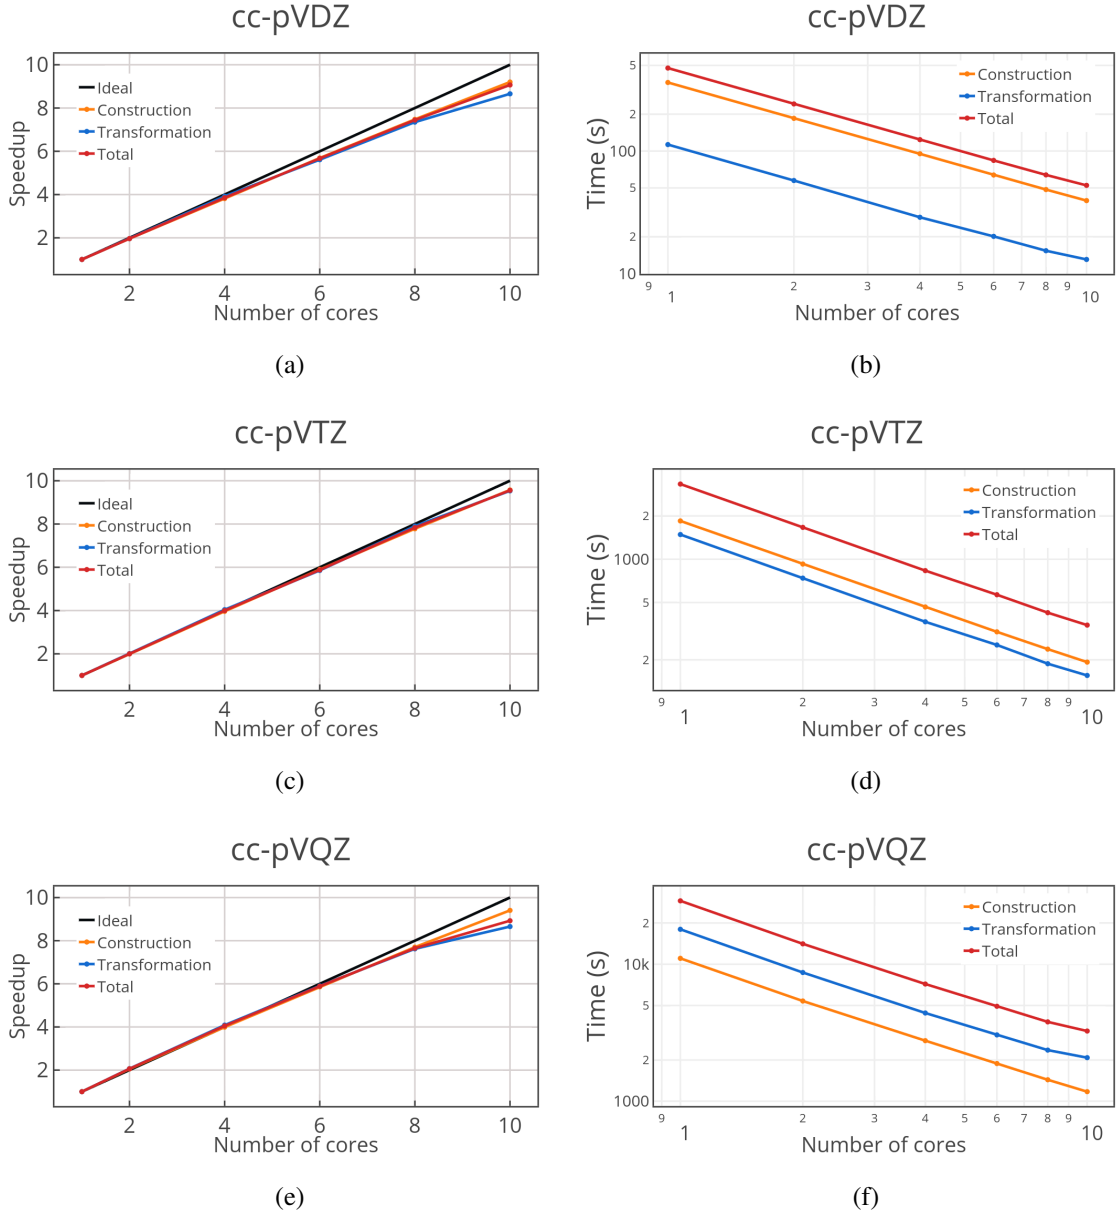 cc-pVDZ
10
8
6
4
2
Speedup
Ideal
Construction
Transformation
Total
2
4
6
8
10
Number of cores
(a)
cc-pVDZ
5
2
100
5
2
10
Time (s)
Construction
Transformation
Total
9
1
2
3
4
5
6
7
8
9
10
Number of cores
(b)
cc-pVTZ
10
8
6
4
2
Speedup
Ideal
Construction
Transformation
Total
2
4
6
8
10
Number of cores
(c)
cc-pVTZ
2
1000
5
2
Time (s)
Construction
Transformation
Total
9
1
2
3
4
5
6
7
8
9
10
Number of cores
(d)
cc-pVQZ
10
8
6
4
2
Speedup
Ideal
Construction
Transformation
Total
2
4
6
8
10
Number of cores
(e)
cc-pVQZ
2
10k
5
2
1000
Time (s)
Construction
Transformation
Total
9
1
2
3
4
5
6
7
8
9
10
Number of cores
(f)